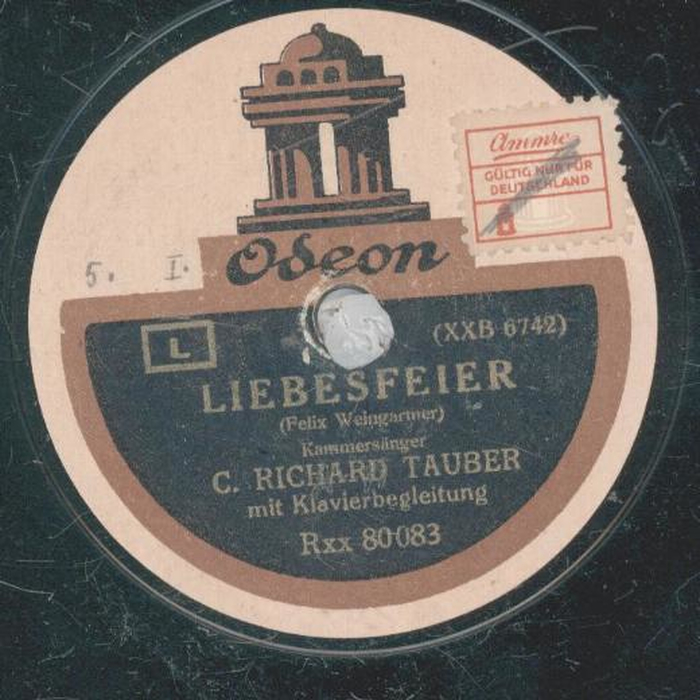 Ammre
GÜLTIG NUR FÜR
DEUTSCHLAND
Odeon
5. I.
L
(XXB 6742)
LIEBESFEIER
(Felix Weingartner)
Kammersänger
C. RICHARD TAUBER
mit Klavierbegleitung
Rxx 80083